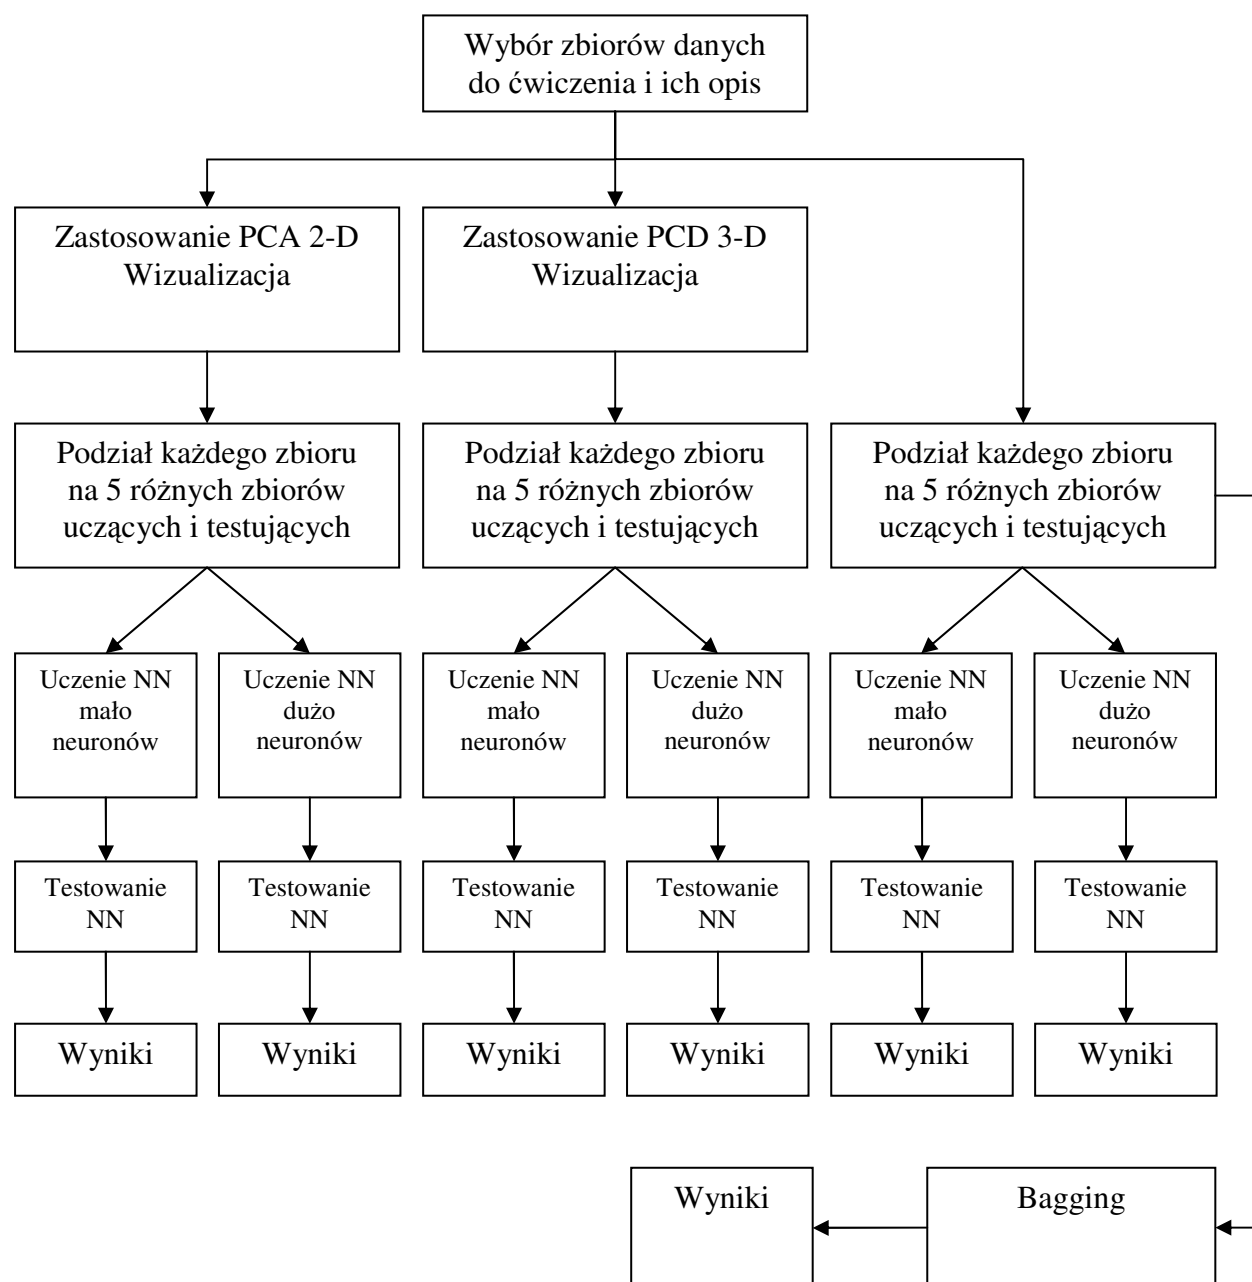 Wybór zbiorów danych
do ćwiczenia i ich opis
Zastosowanie PCA 2-D
Wizualizacja
Zastosowanie PCD 3-D
Wizualizacja
Podział każdego zbioru
na 5 różnych zbiorów
uczących i testujących
Podział każdego zbioru
na 5 różnych zbiorów
uczących i testujących
Podział każdego zbioru
na 5 różnych zbiorów
uczących i testujących
Uczenie NN
mało
neuronów
Uczenie NN
dużo
neuronów
Uczenie NN
mało
neuronów
Uczenie NN
dużo
neuronów
Uczenie NN
mało
neuronów
Uczenie NN
dużo
neuronów
Testowanie
NN
Testowanie
NN
Testowanie
NN
Testowanie
NN
Testowanie
NN
Testowanie
NN
Wyniki
Wyniki
Wyniki
Wyniki
Wyniki
Wyniki
Wyniki
Bagging